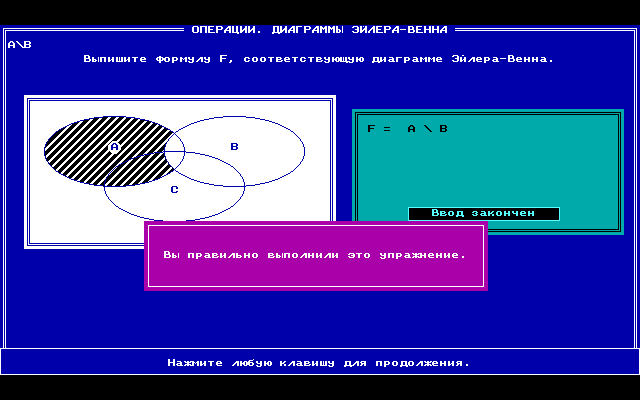 ОПЕРАЦИИ. ДИАГРАММЫ ЭЙЛЕРА-ВЕННА
A\B
Выпишите формулу F, соответствующую диаграмме Эйлера-Венна.
A
B
C
F = A \ B
Ввод закончен
Вы правильно выполнили это упражнение.
Нажмите любую клавишу для продолжения.